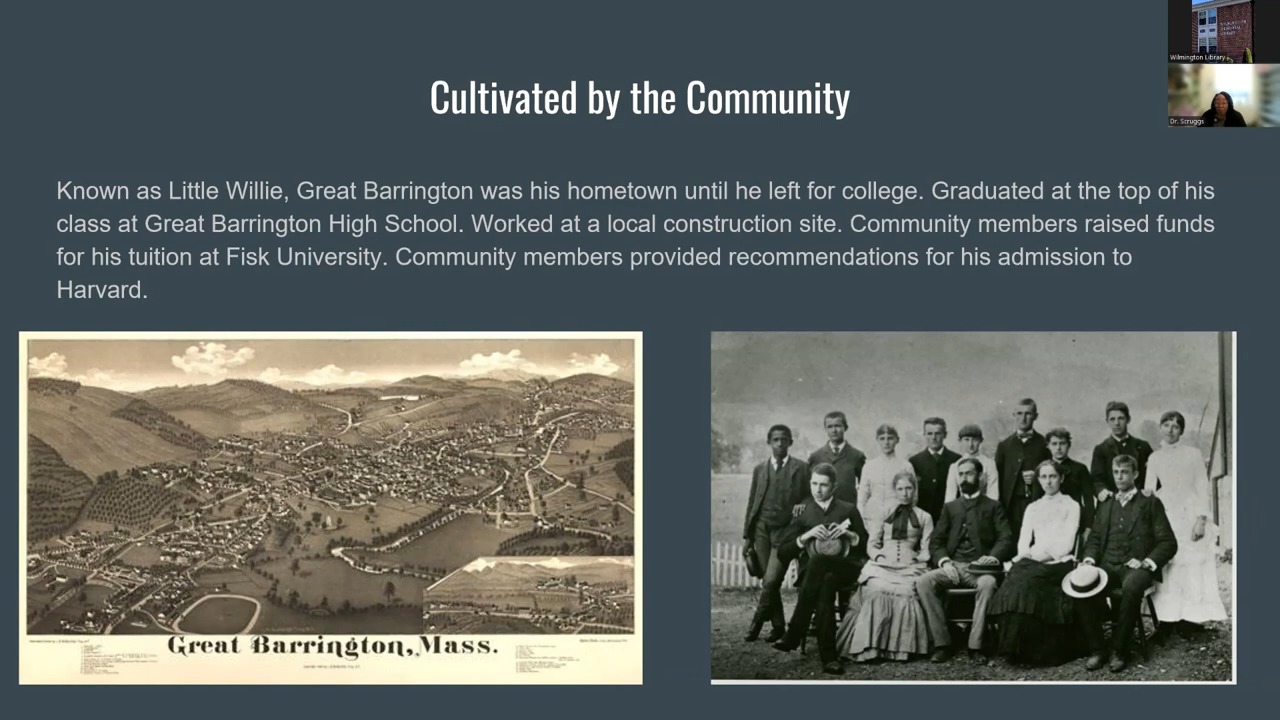 Wilmington Library
Dr. Scruggs
Cultivated by the Community
Known as Little Willie, Great Barrington was his hometown until he left for college. Graduated at the top of his
class at Great Barrington High School. Worked at a local construction site. Community members raised funds
for his tuition at Fisk University. Community members provided recommendations for his admission to
Harvard.
Great Barrington, Mass.